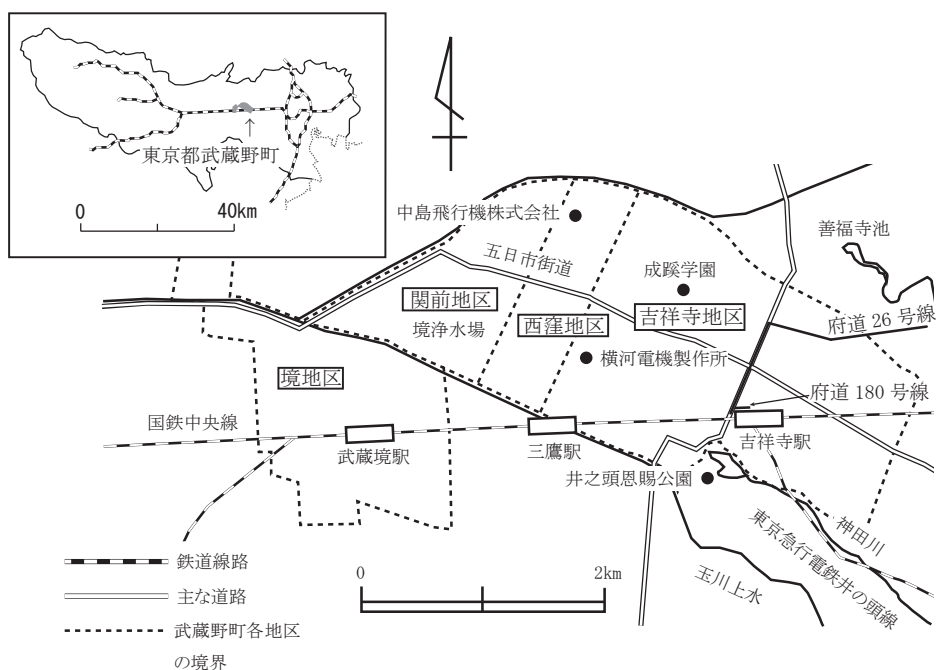 東京都武蔵野町
0
40km
中島飛行機株式会社
善福寺池
五日市街道
成蹊学園
関前地区
境浄水場
西窪地区
吉祥寺地区
府道26号線
横河電機製作所
境地区
府道180号線
国鉄中央線
武蔵境駅
三鷹駅
吉祥寺駅
井之頭恩賜公園
神田川
東京急行電鉄井の頭線
玉川上水
鉄道線路
主な道路
武蔵野町各地区
の境界
0
2km